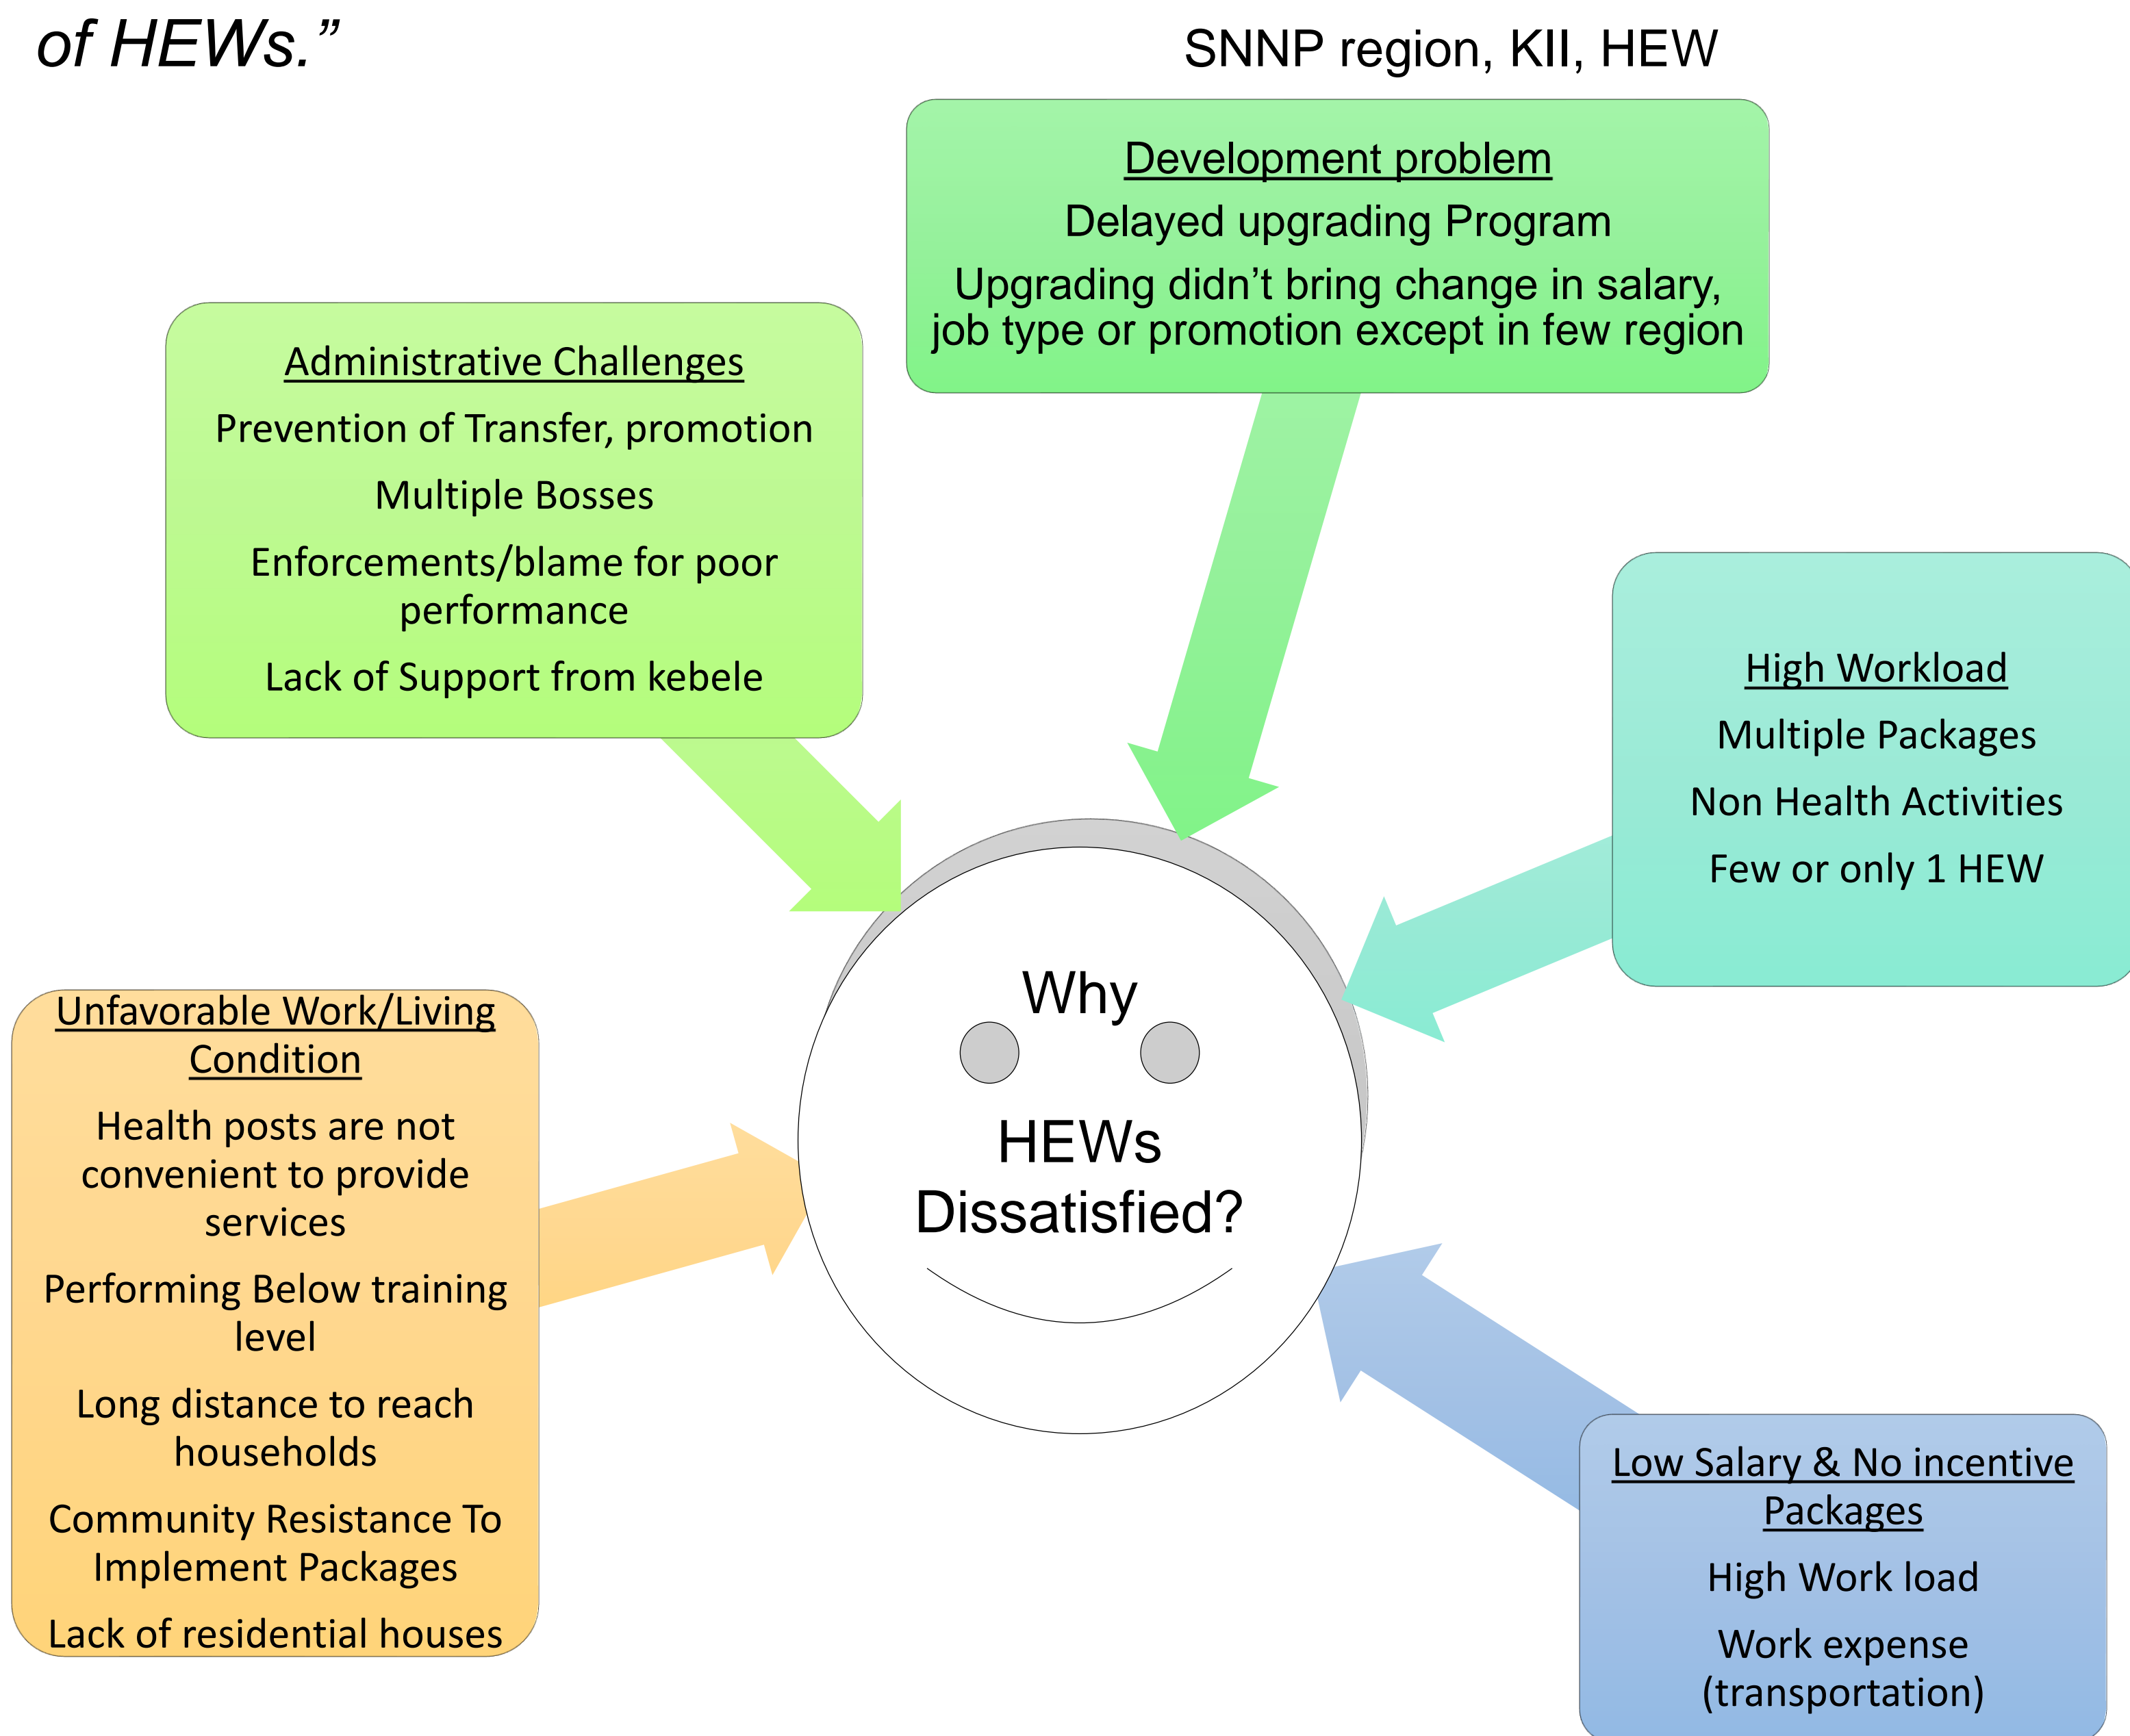 of HEWs.”
SNNP region, KII, HEW
Development problem
Delayed upgrading Program
Upgrading didn’t bring change in salary,
job type or promotion except in few region
Administrative Challenges
Prevention of Transfer, promotion
Multiple Bosses
Enforcements/blame for poor
performance
Lack of Support from kebele
High Workload
Multiple Packages
Non Health Activities
Few or only 1 HEW
Why
HEWs
Dissatisfied?
Unfavorable Work/Living
Condition
Health posts are not
convenient to provide
services
Performing Below training
level
Long distance to reach
households
Community Resistance To
Implement Packages
Lack of residential houses
Low Salary & No incentive
Packages
High Work load
Work expense
(transportation)